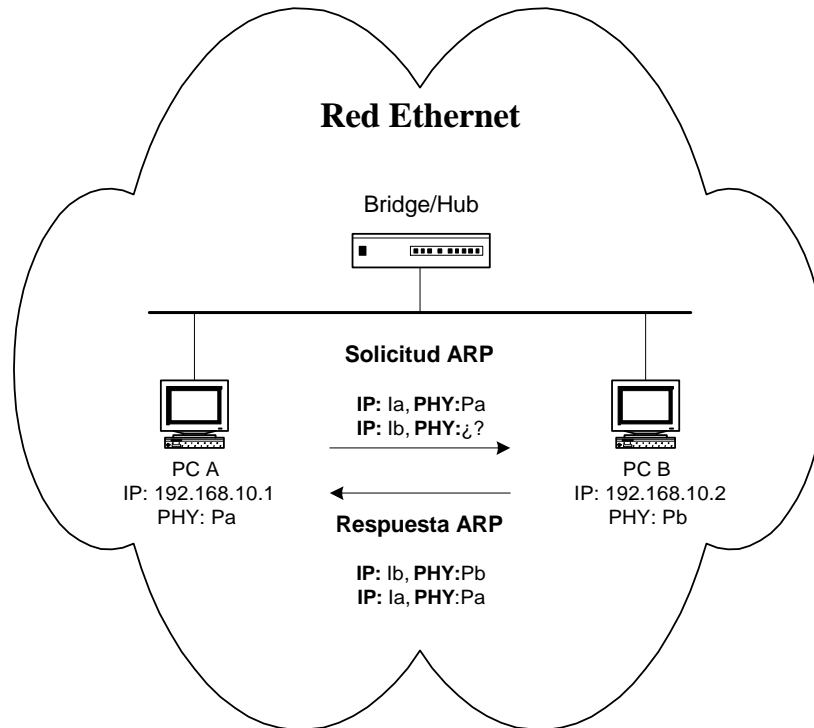 Red Ethernet
Bridge/Hub
Solicitud ARP
IP: Ia, PHY:Pa
IP: Ib, PHY:¿?
PC A
IP: 192.168.10.1
PHY: Pa
PC B
IP: 192.168.10.2
PHY: Pb
Respuesta ARP
IP: Ib, PHY:Pb
IP: Ia, PHY:Pa